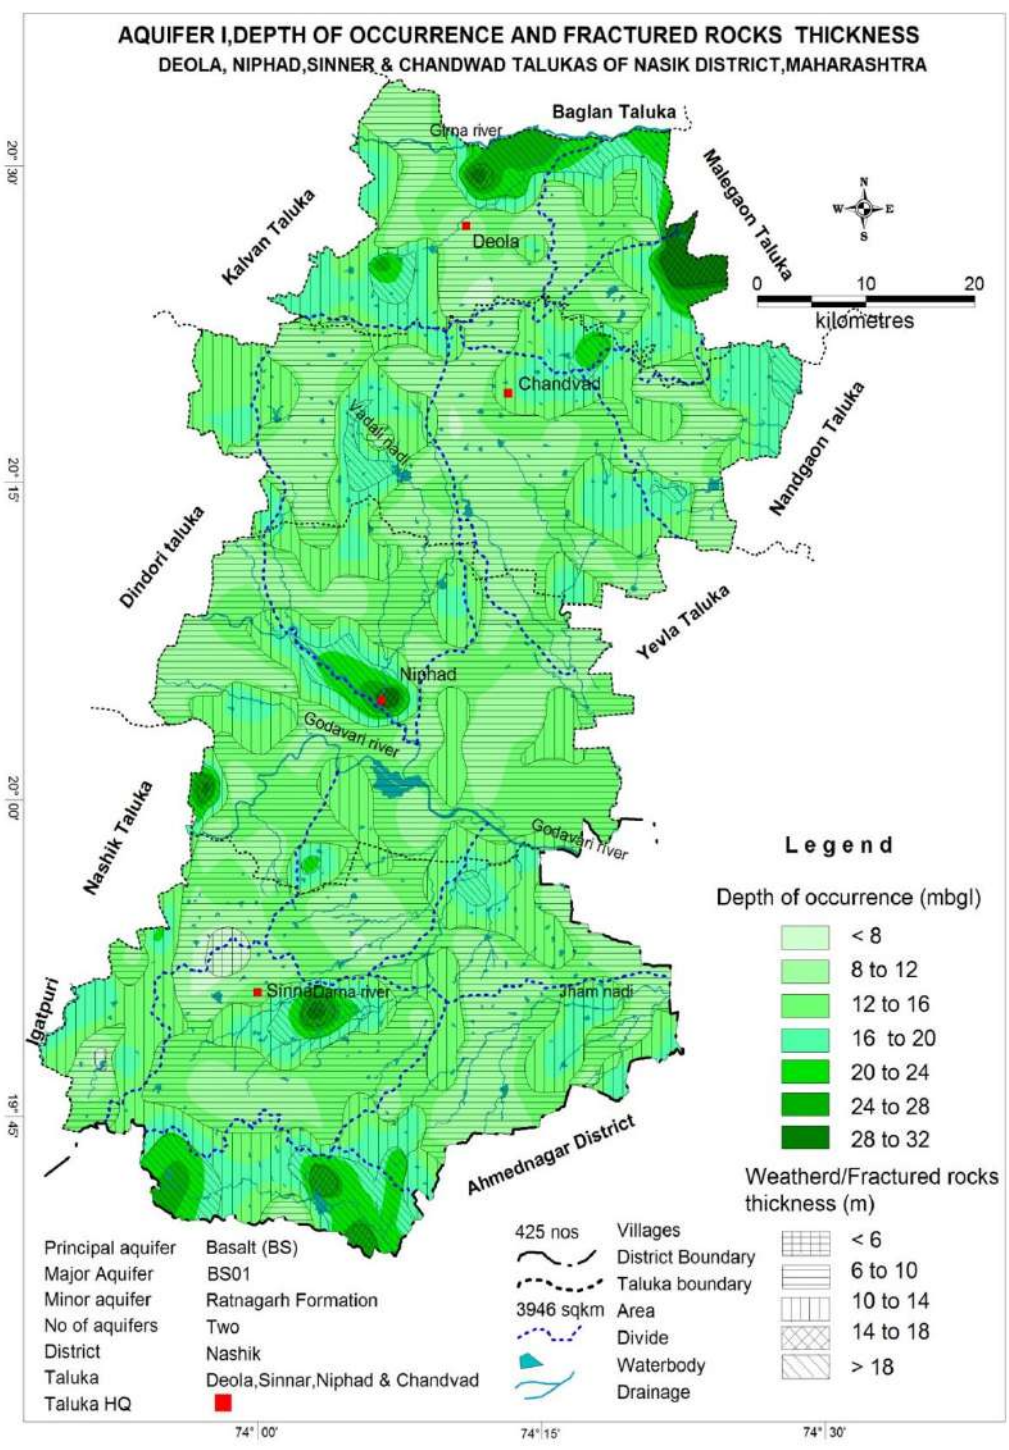 AQUIFER I,DEPTH OF OCCURRENCE AND FRACTURED ROCKS THICKNESS
DEOLA, NIPHAD,SINNER & CHANDWAD TALUKAS OF NASIK DISTRICT,MAHARASHTRA
Baglan Taluka
Girna river
20° 30'
Malegaon Taluka
N
W E
S
Kalvan Taluka
Deola
0 10 20
kilometres
Chandvad
Vadali nadi
Nandgaon Taluka
20° 15'
Dindori taluka
Yevla Taluka
Niphad
Godavari river
20° 00'
Nashik Taluka
Godavari river
Legend
Depth of occurrence (mbgl)
< 8
8 to 12
12 to 16
16 to 20
20 to 24
24 to 28
28 to 32
Igatpuri
Sinna
Darna river
Jham nadi
19° 45'
Ahmednagar District
Weatherd/Fractured rocks
thickness (m)
< 6
6 to 10
10 to 14
14 to 18
> 18
Principal aquifer Basalt (BS)
Major Aquifer BS01
Minor aquifer Ratnagarh Formation
No of aquifers Two
District Nashik
Taluka Deola,Sinnar,Niphad & Chandvad
Taluka HQ
425 nos Villages
District Boundary
Taluka boundary
3946 sqkm Area
Divide
Waterbody
Drainage
74° 00' 74° 15' 74° 30'